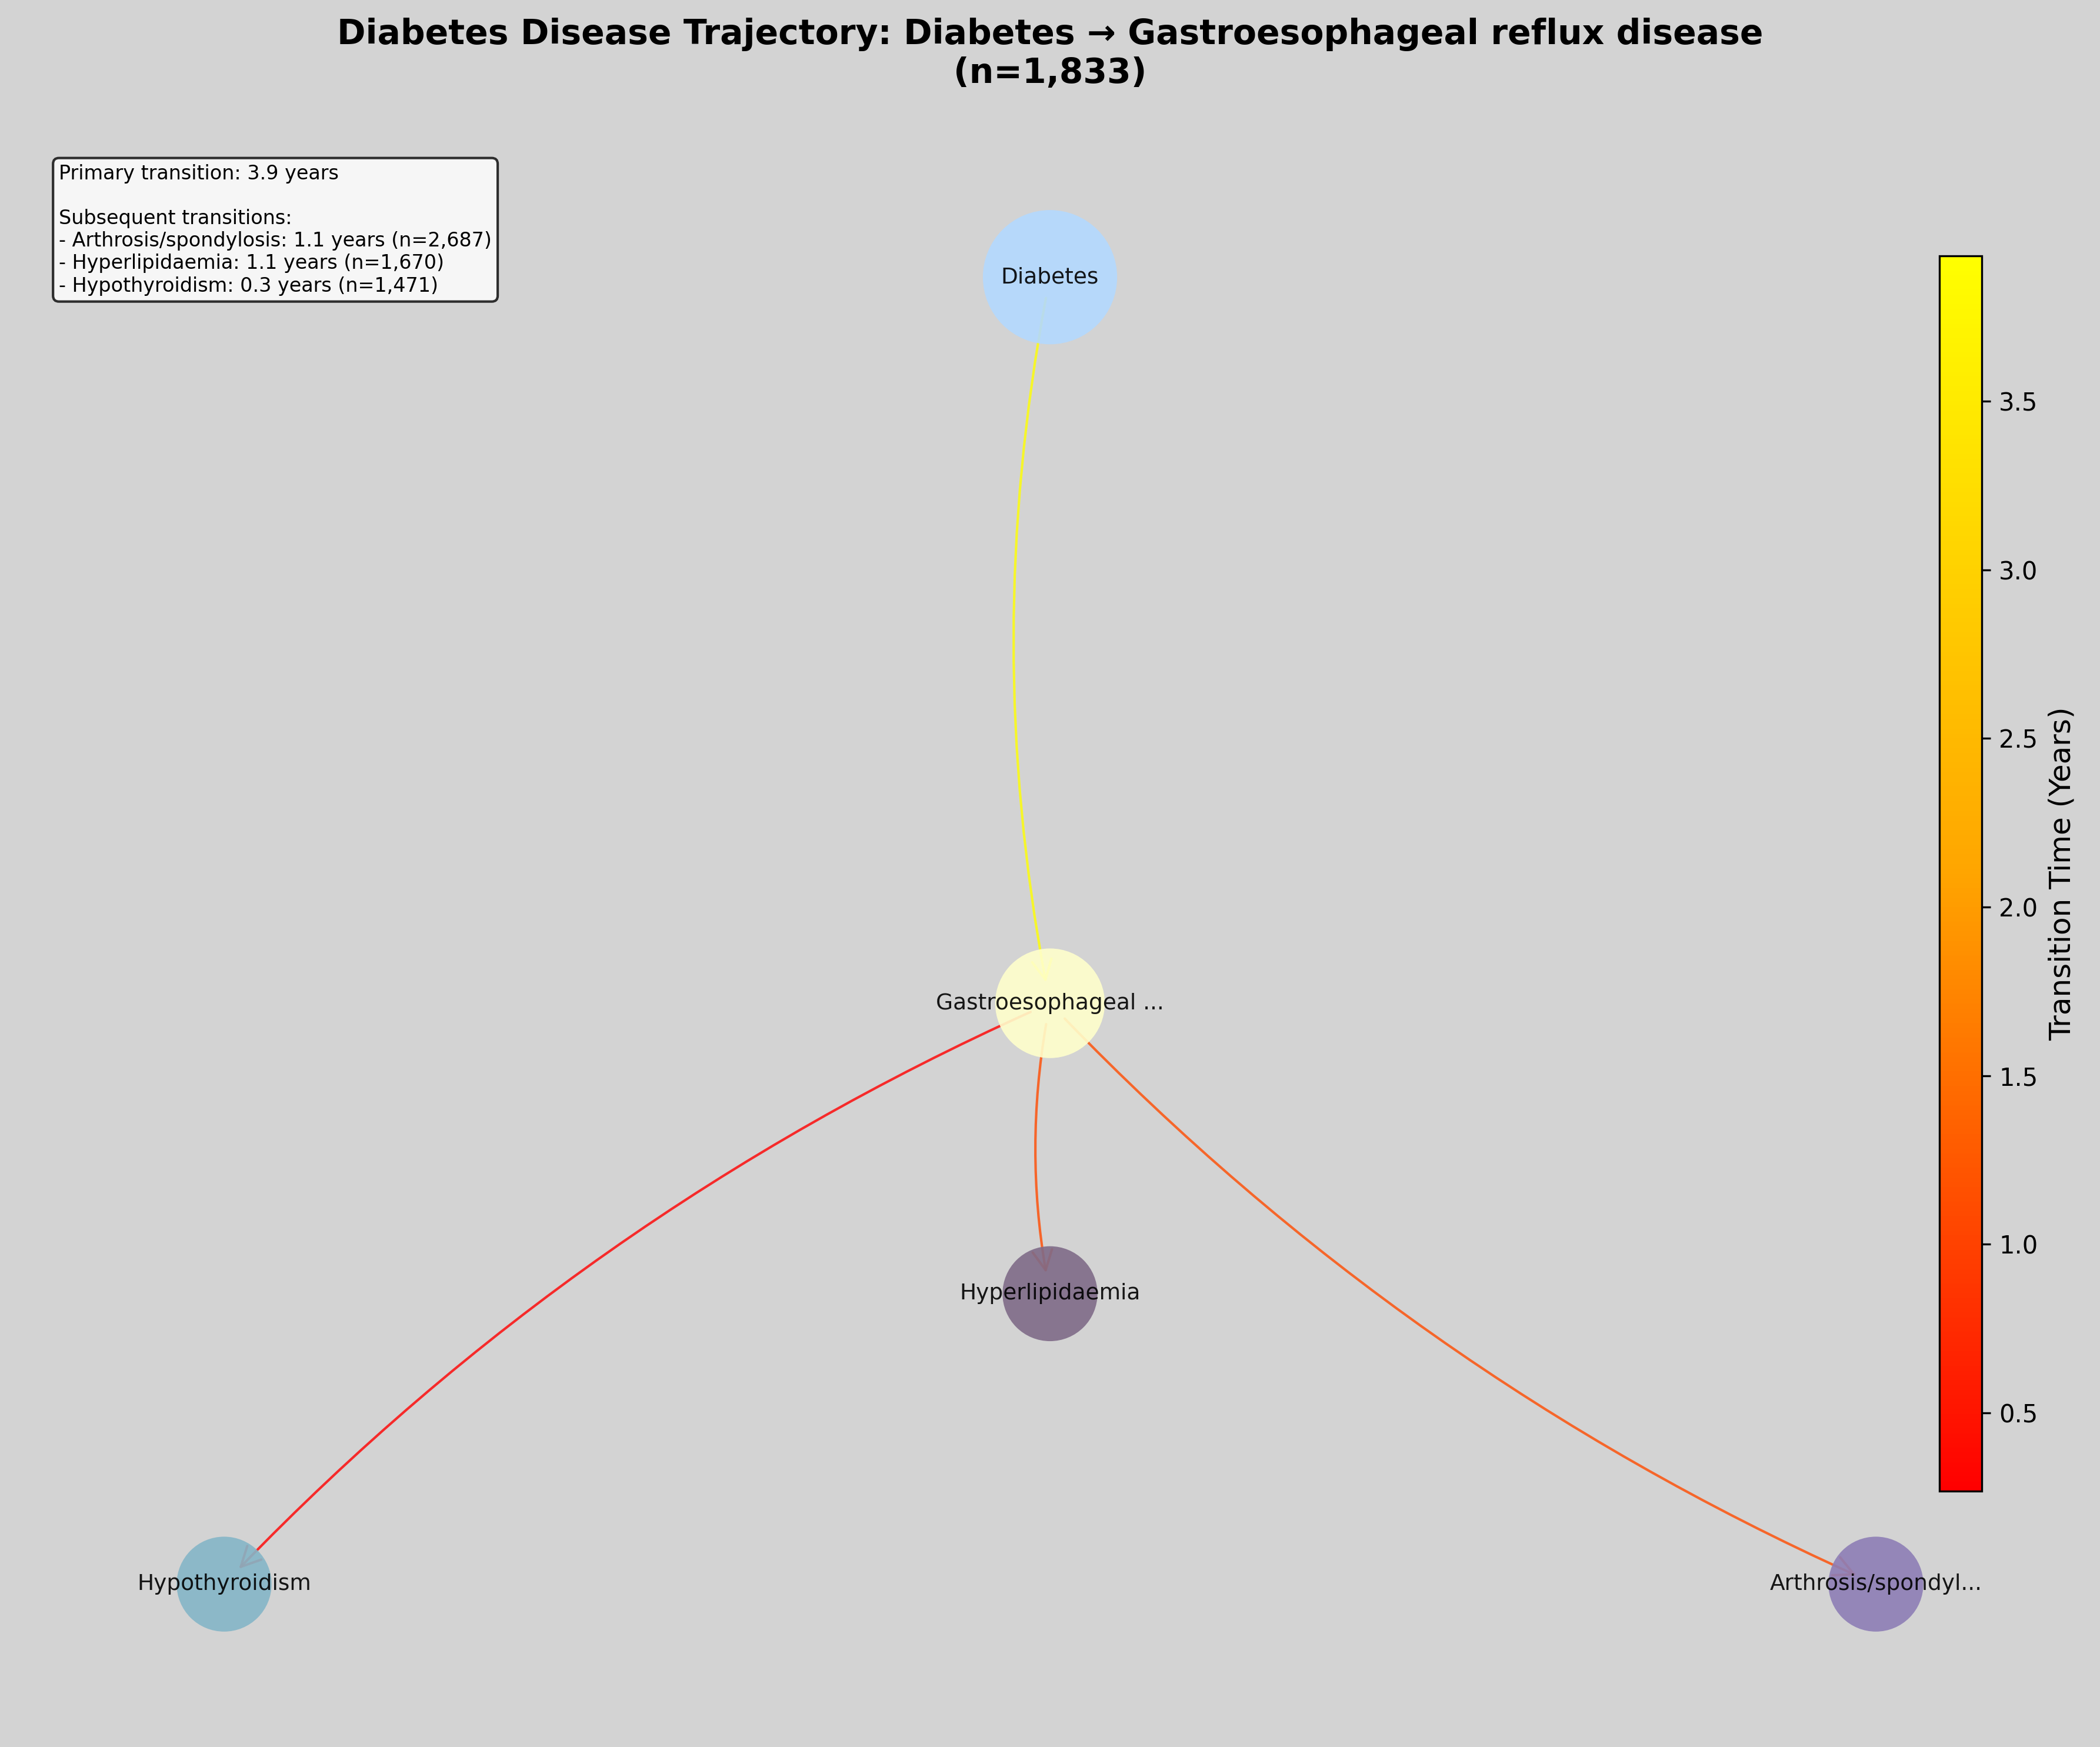 Diabetes Disease Trajectory: Diabetes → Gastroesophageal reflux disease
(n=1,833)
Primary transition: 3.9 years
Subsequent transitions:
- Arthrosis/spondylosis: 1.1 years (n=2,687)
- Hyperlipidaemia: 1.1 years (n=1,670)
- Hypothyroidism: 0.3 years (n=1,471)
Diabetes
Gastroesophageal ...
Hyperlipidaemia
Hypothyroidism
Arthrosis/spondyl...
3.5
3.0
2.5
2.0
1.5
1.0
0.5
Transition Time (Years)